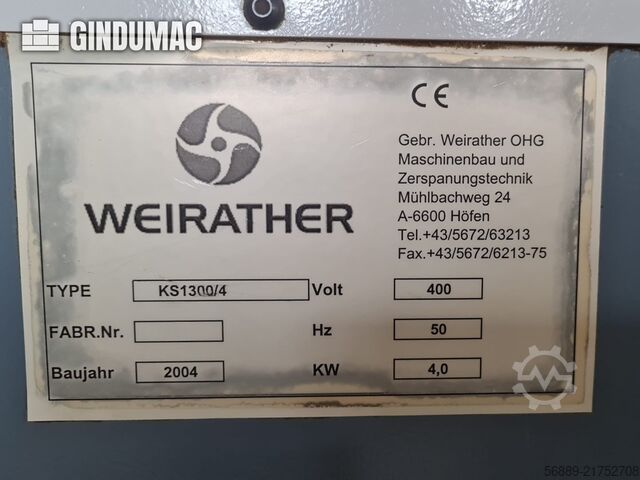 GINDUMAC
CE
WEIRATHER
Gebr. Weirather OHG
Maschinenbau und
Zerspanungstechnik
Mühlbachweg 24
A-6600 Höfen
Tel.+43/5672/63213
Fax.+43/5672/6213-75
TYPE KS1300/4 Volt 400
FABR.Nr. Hz 50
Baujahr 2004 KW 4,0
56889-21752708